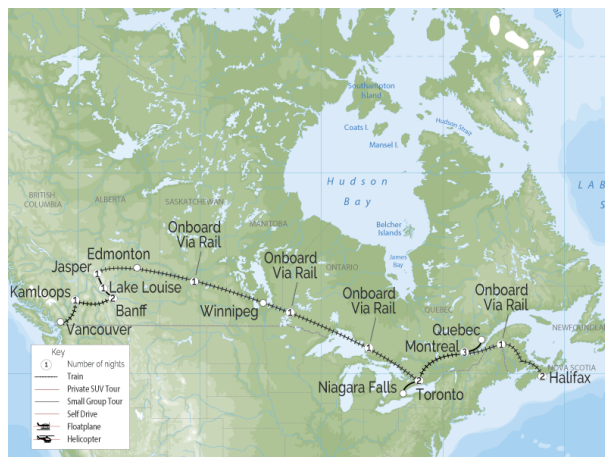 Southampton
Island
Coats I.
Mansel I.
Hudson Strait
Hudson
Bay
LAB
S
Belcher
Islands
James
Bay
BRITISH
COLUMBIA
ALBERTA
SASKATCHEWAN
MANITOBA
ONTARIO
QUEBEC
NEWFOUNDLAN
NOVA SCOTIA
Onboard
Via Rail
1
Onboard
Via Rail
1
Onboard
Via Rail
1
Onboard
Via Rail
1
Edmonton
Jasper
1
Lake Louise
1
Kamloops
1
2
Banff
Vancouver
Winnipeg
Quebec
Montreal
3
Niagara Falls
2
Toronto
2
Halifax
Key
1 Number of nights
Train
Private SUV Tour
Small Group Tour
Self Drive
Floatplane
Helicopter